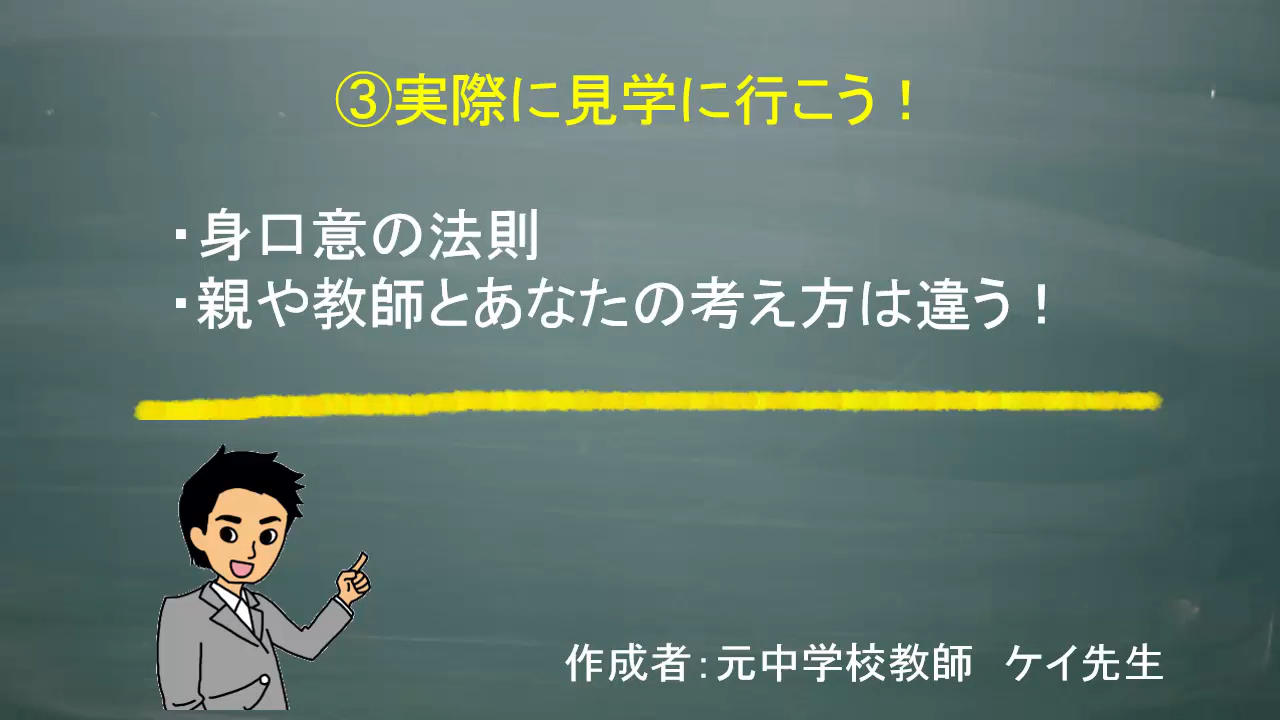 ③実際に見学に行こう！
・身口意の法則
・親や教師とあなたの考え方は違う！
作成者：元中学校教師　ケイ先生